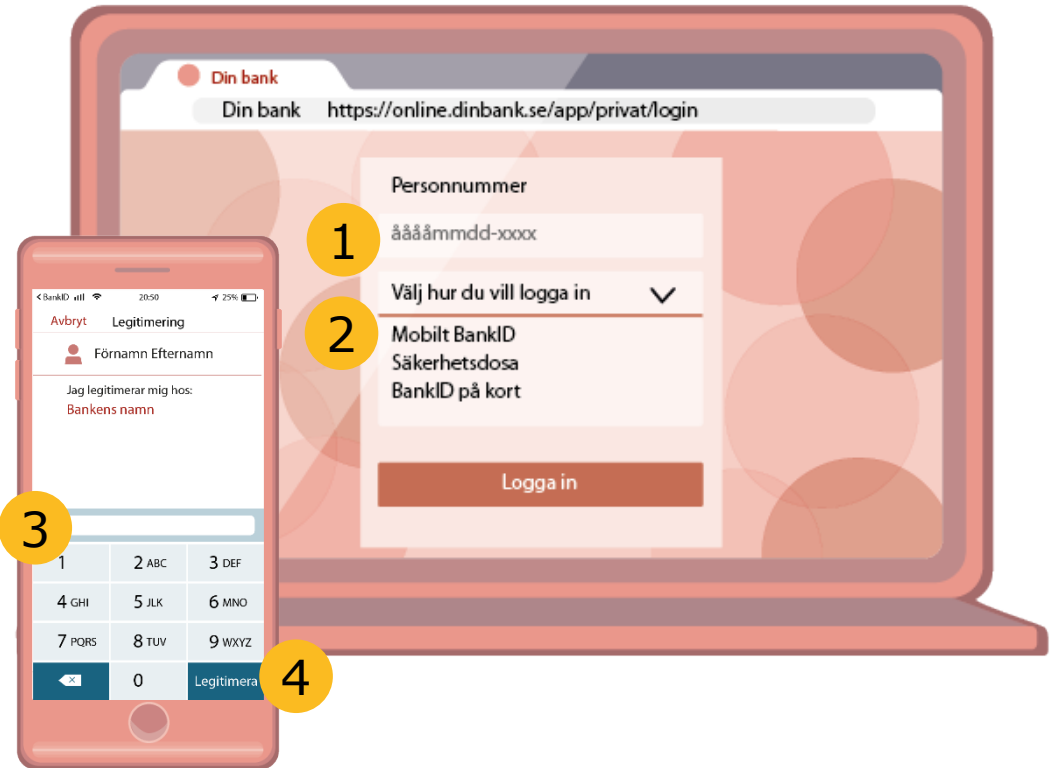 Din bank
Din bank https://online.dinbank.se/app/privat/login
Personnummer
1
ååååmmdd-xxxx
Välj hur du vill logga in
2
Mobilt BankID
Säkerhetsdosa
BankID på kort
Logga in
BankID 20:50 25%
Avbryt Legitimering
Förnamn Efternamn
Jag legitimerar mig hos:
Bankens namn
3
1 2 ABC 3 DEF
4 GHI 5 JLK 6 MNO
7 PQRS 8 TUV 9 WXYZ
0 Legitimera
4